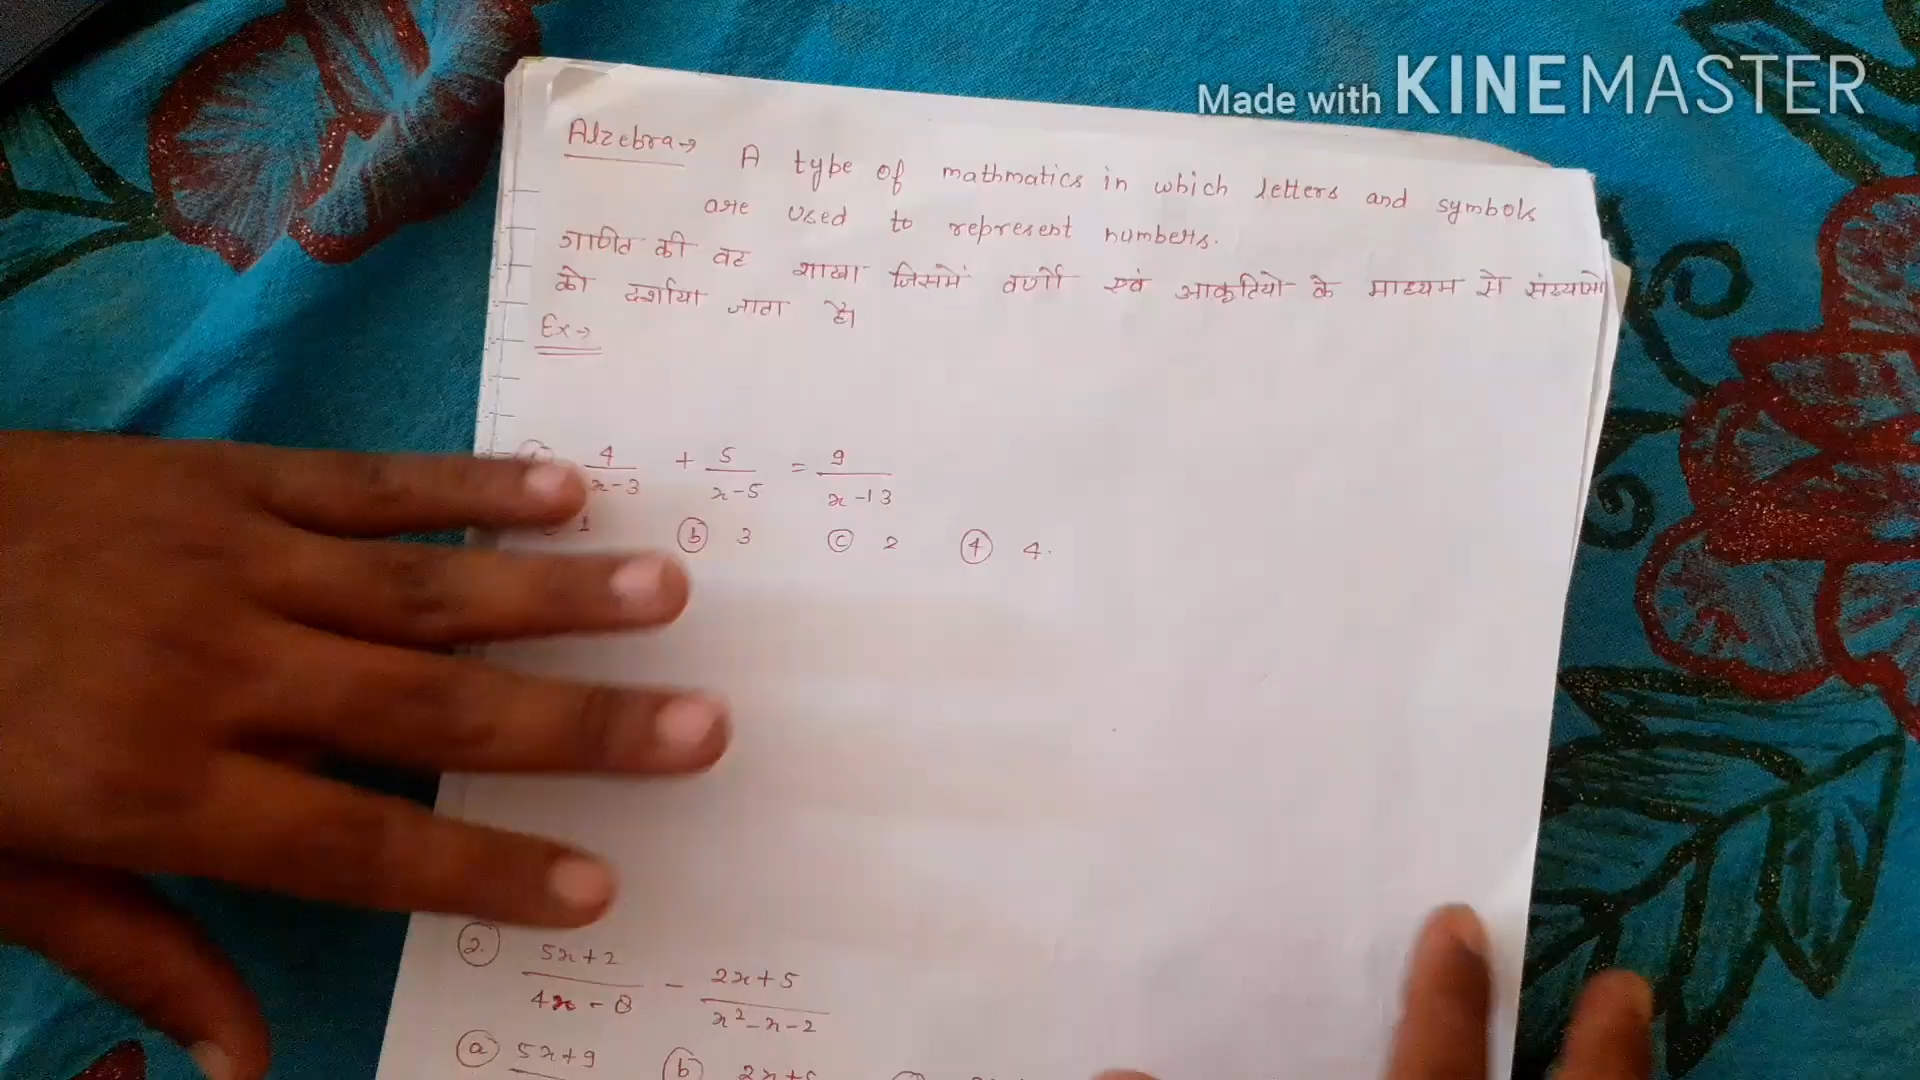 Made with KINEMASTER
Alzebra→ A type of mathmatics in which letters and symbols
are used to represent numbers.
गणित की वह शाखा जिसमें वर्णो एवं आकृतियो के माध्यम से संख्याओ
को दर्शाया जाता है।
Ex→
4/x-3 + 5/x-5 = 9/x-13
1 (b) 3 (c) 2 (4) 4.
(2.) 5x+2/4x-8 - 2x+5/x²-x-2
(a) 5x+9 (b)